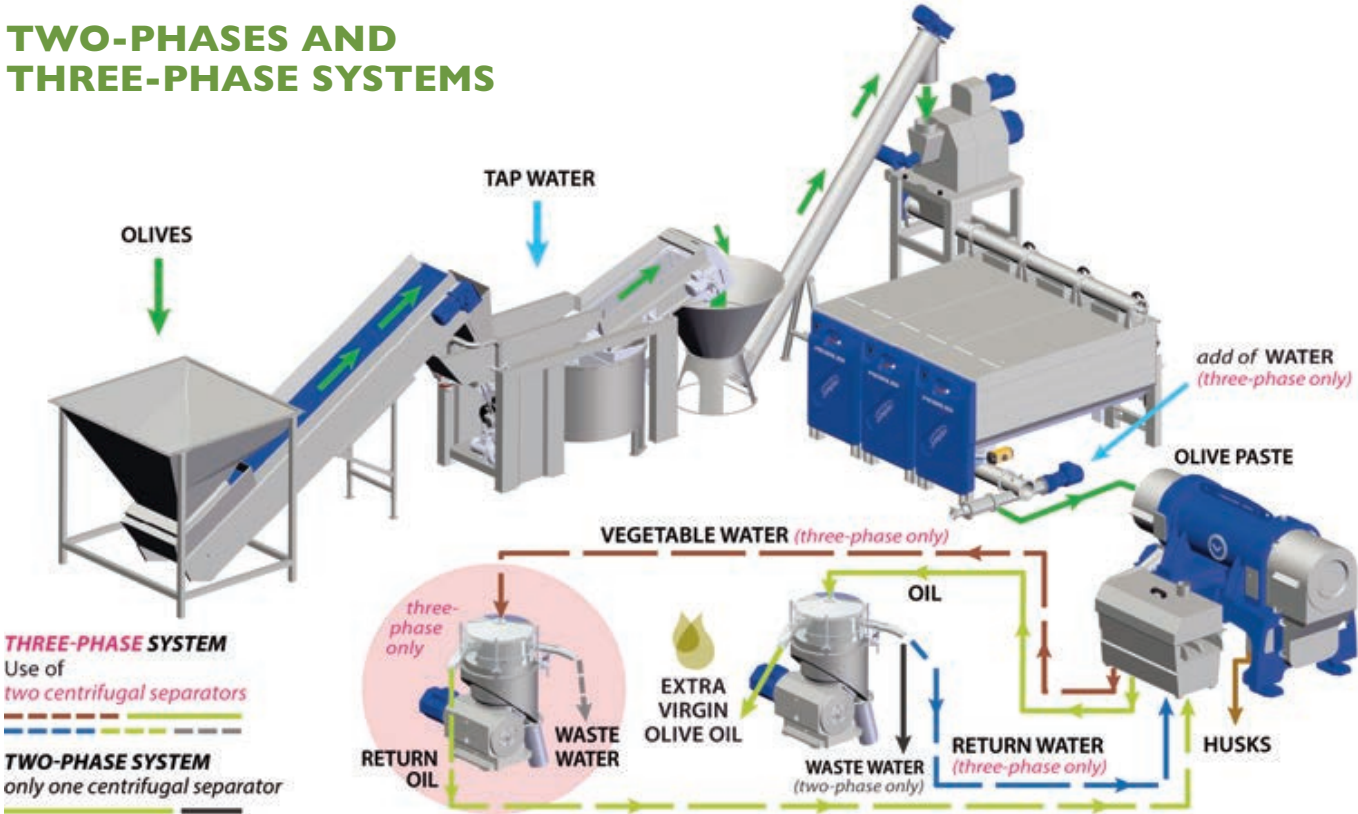 TWO-PHASES AND
THREE-PHASE SYSTEMS
TAP WATER
OLIVES
add of WATER
(three-phase only)
OLIVE PASTE
VEGETABLE WATER (three-phase only)
OIL
three-
phase
only
EXTRA
VIRGIN
OLIVE OIL
WASTE
WATER
RETURN
OIL
WASTE WATER
(two-phase only)
RETURN WATER
(three-phase only)
HUSKS
THREE-PHASE SYSTEM
Use of
two centrifugal separators
TWO-PHASE SYSTEM
only one centrifugal separator